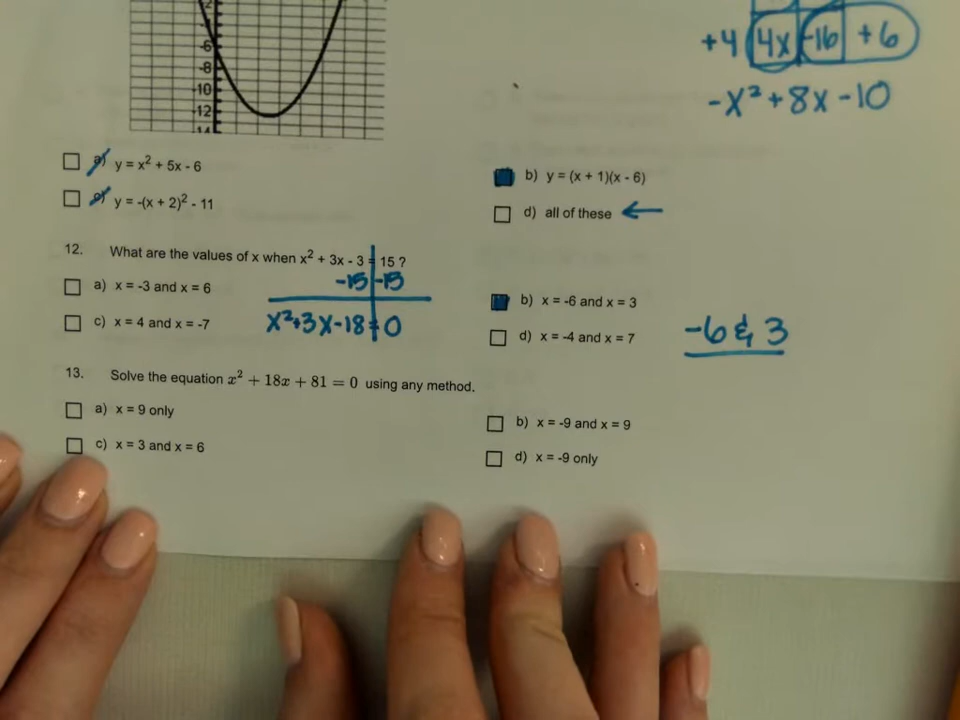 -6
-8
-10
-12
14
+4 4x -16 +6
-x² + 8x - 10
a) y = x² + 5x - 6
b) y = (x + 1)(x - 6)
c) y = -(x + 2)² - 11
d) all of these
12. What are the values of x when x² + 3x - 3 = 15 ?
-15 -15
a) x = -3 and x = 6
b) x = -6 and x = 3
x²+3x-18=0
c) x = 4 and x = -7
d) x = -4 and x = 7
-6 & 3
13. Solve the equation x² + 18x + 81 = 0 using any method.
a) x = 9 only
b) x = -9 and x = 9
c) x = 3 and x = 6
d) x = -9 only